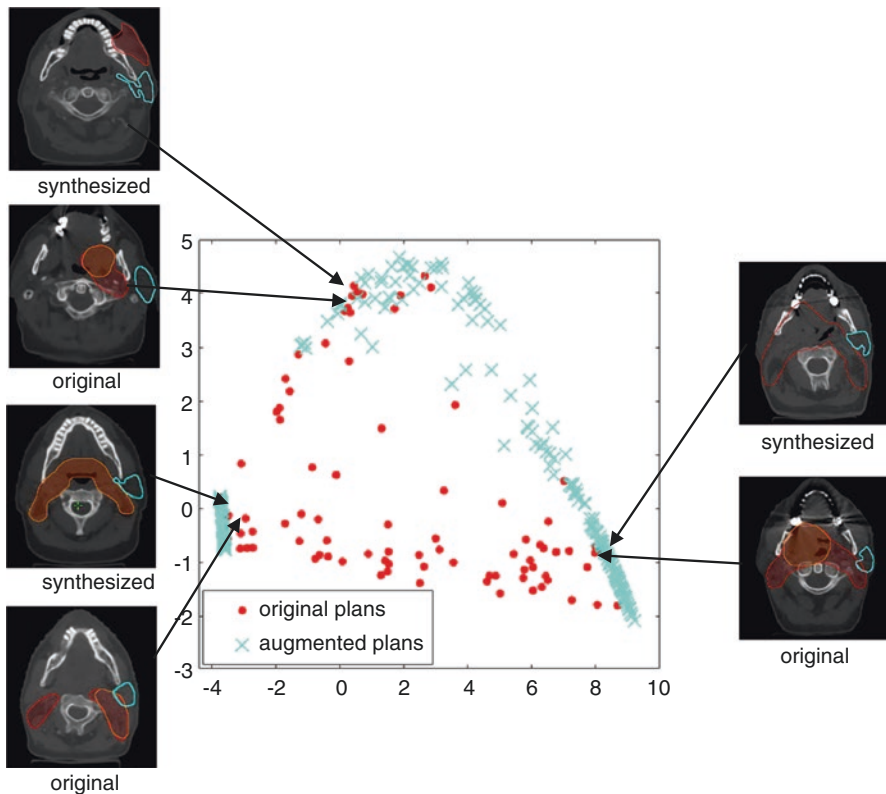 synthesized
original
synthesized
original
5
4
3
2
1
0
-1
-2
-3
-4
-2
0
2
4
6
8
10
original plans
augmented plans
synthesized
original